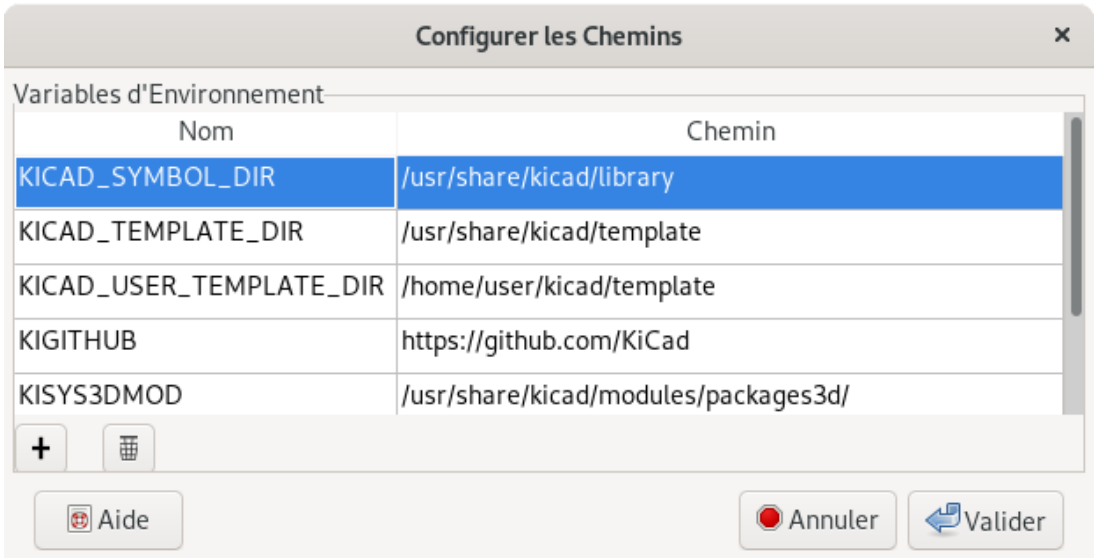 Configurer les Chemins
Variables d'Environnement
Nom Chemin
KICAD_SYMBOL_DIR /usr/share/kicad/library
KICAD_TEMPLATE_DIR /usr/share/kicad/template
KICAD_USER_TEMPLATE_DIR /home/user/kicad/template
KIGITHUB https://github.com/KiCad
KISYS3DMOD /usr/share/kicad/modules/packages3d/
Aide Annuler Valider